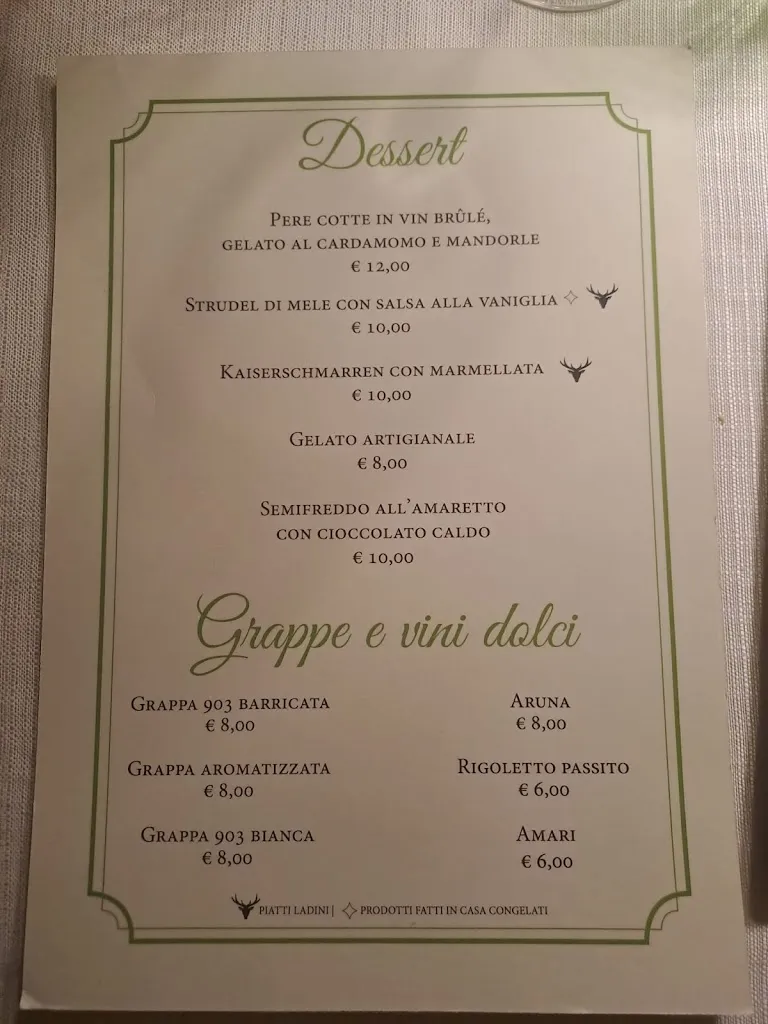 Dessert
Pere cotte in vin brûlé,
gelato al cardamomo e mandorle
€ 12,00
Strudel di mele con salsa alla vaniglia
€ 10,00
Kaiserschmarren con marmellata
€ 10,00
Gelato artigianale
€ 8,00
Semifreddo all'amaretto
con cioccolato caldo
€ 10,00
Grappe e vini dolci
Grappa 903 barricata
€ 8,00
Grappa aromatizzata
€ 8,00
Grappa 903 bianca
€ 8,00
Aruna
€ 8,00
Rigoletto passito
€ 6,00
Amari
€ 6,00
PIATTI LADINI | PRODOTTI FATTI IN CASA CONGELATI